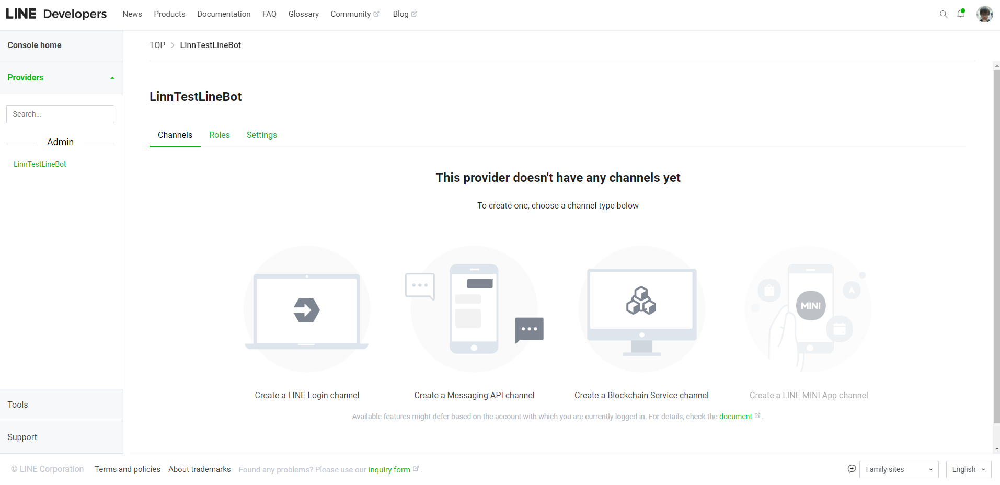 LINE Developers News Products Documentation FAQ Glossary Community Blog
Console home
Providers
Search...
Admin
LinnTestLineBot
Tools
Support
TOP > LinnTestLineBot
LinnTestLineBot
Channels Roles Settings
This provider doesn't have any channels yet
To create one, choose a channel type below
MINI
Create a LINE Login channel
Create a Messaging API channel
Create a Blockchain Service channel
Create a LINE MINI App channel
Available features might defer based on the account with which you are currently logged in. For details, check the document .
© LINE Corporation Terms and policies About trademarks Found any problems? Please use our inquiry form . Family sites English